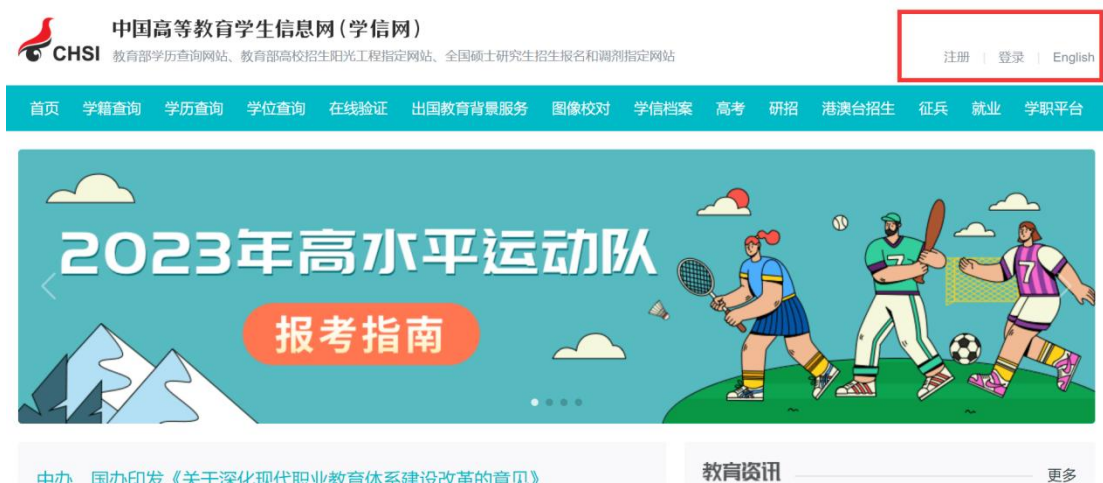 中国高等教育学生信息网(学信网)
CHSI 教育部学历查询网站、教育部高校招生阳光工程指定网站、全国硕士研究生招生报名和调剂指定网站
注册 | 登录 | English
首页 学籍查询 学历查询 学位查询 在线验证 出国教育背景服务 图像校对 学信档案 高考 研招 港澳台招生 征兵 就业 学职平台
2023年高水平运动队
报考指南
7
7
中办、国办印发《关于深化现代职业教育体系建设改革的意见》
教育资讯
更多